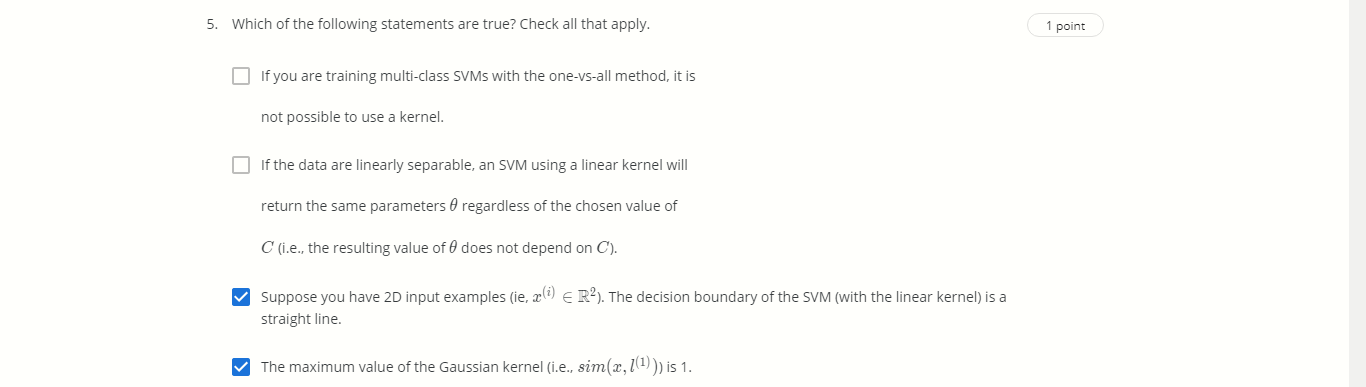 5. Which of the following statements are true? Check all that apply.
1 point
If you are training multi-class SVMs with the one-vs-all method, it is
not possible to use a kernel.
If the data are linearly separable, an SVM using a linear kernel will
return the same parameters θ regardless of the chosen value of
C (i.e., the resulting value of θ does not depend on C).
Suppose you have 2D input examples (ie, x⁽ⁱ⁾ ∈ ℝ²). The decision boundary of the SVM (with the linear kernel) is a
straight line.
The maximum value of the Gaussian kernel (i.e., sim(x, l⁽¹⁾)) is 1.